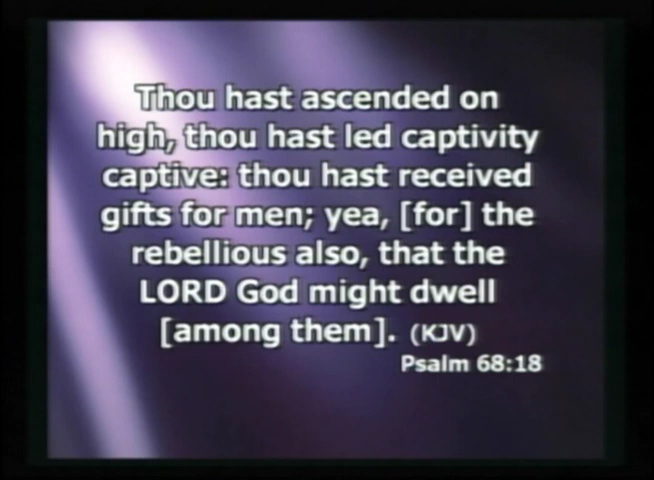 Thou hast ascended on
high, thou hast led captivity
captive: thou hast received
gifts for men; yea, [for] the
rebellious also, that the
LORD God might dwell
[among them]. (KJV)
Psalm 68:18